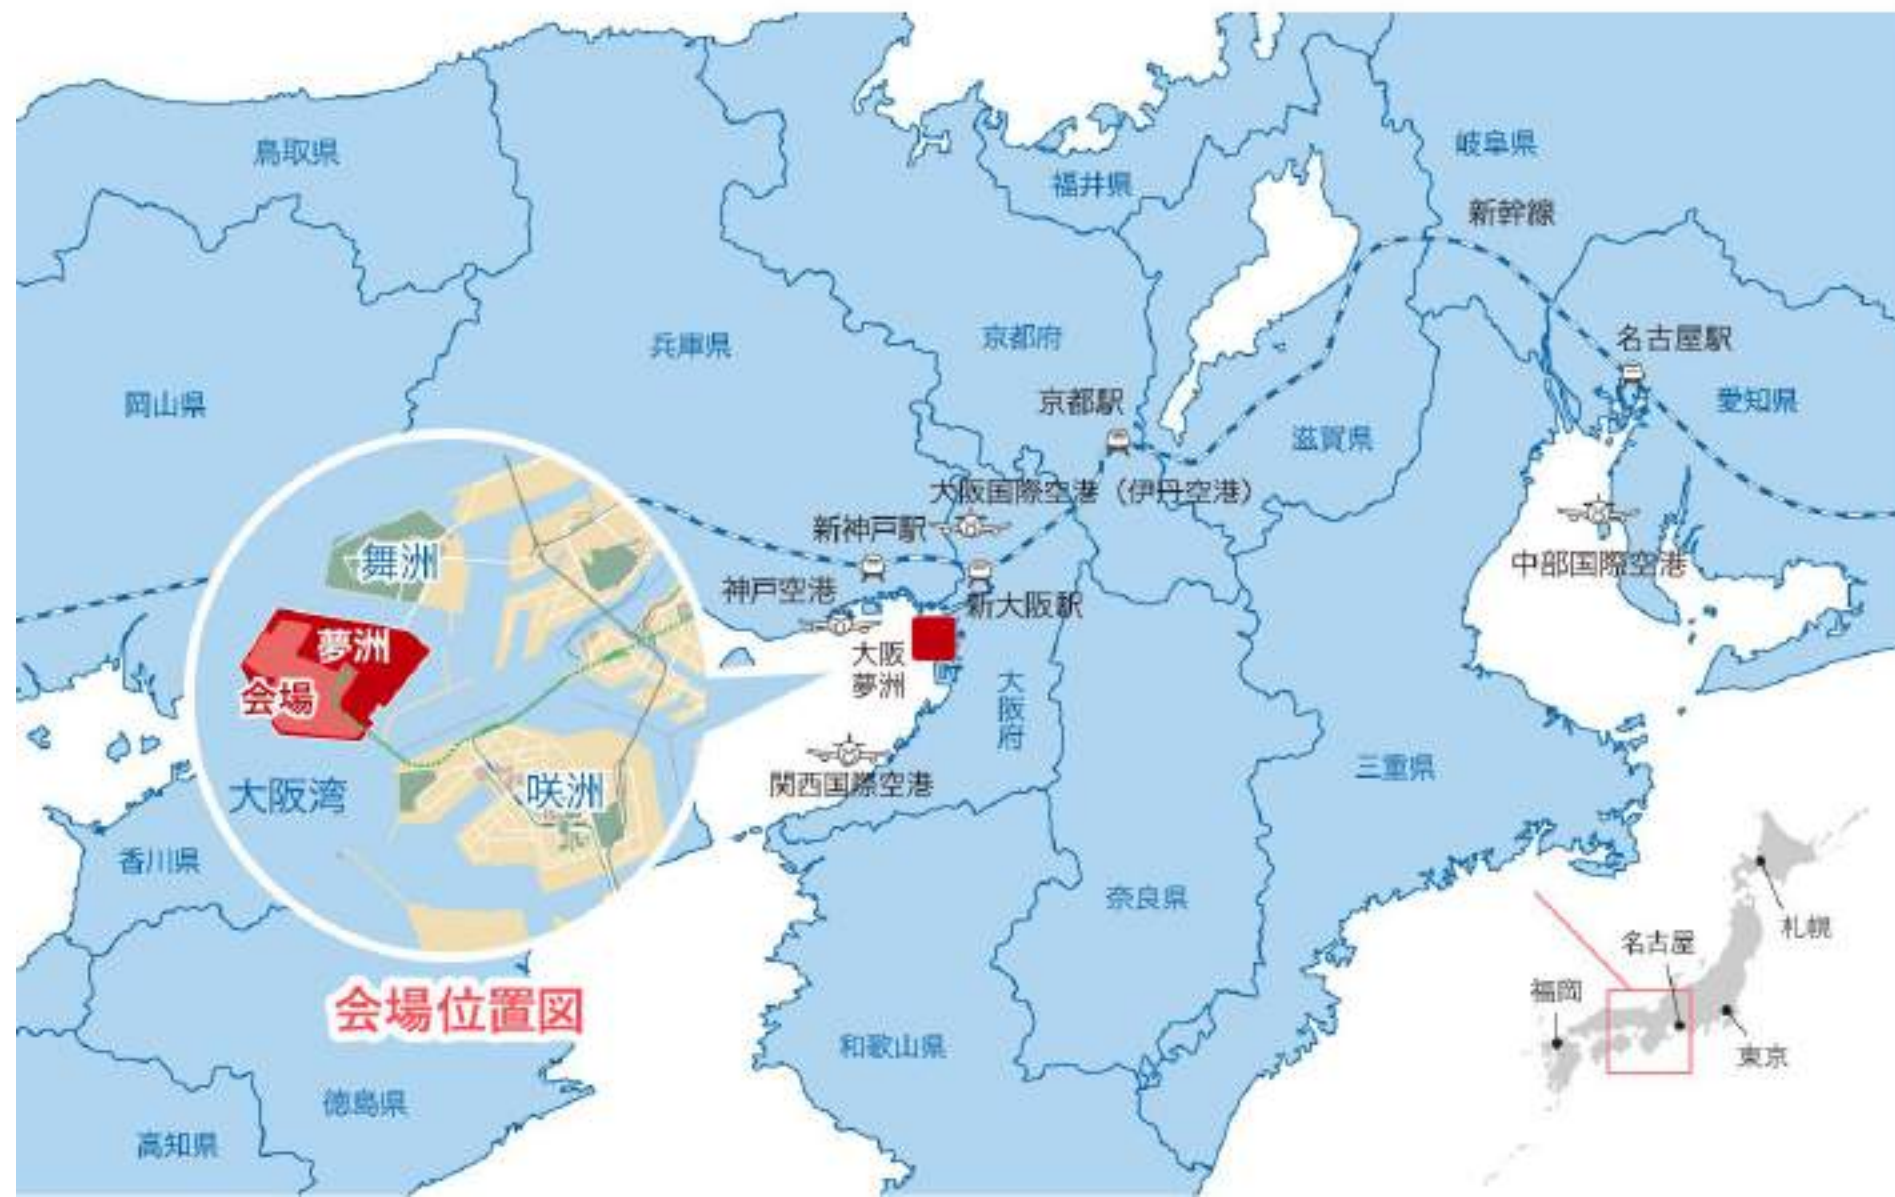 鳥取県
岐阜県
福井県
新幹線
京都府
兵庫県
名古屋駅
岡山県
京都駅
愛知県
滋賀県
大阪国際空港（伊丹空港）
新神戸駅
舞洲
中部国際空港
神戸空港
新大阪駅
夢洲
大阪
夢洲
会場
大阪府
三重県
関西国際空港
咲洲
大阪湾
香川県
奈良県
札幌
名古屋
福岡
会場位置図
和歌山県
東京
徳島県
高知県